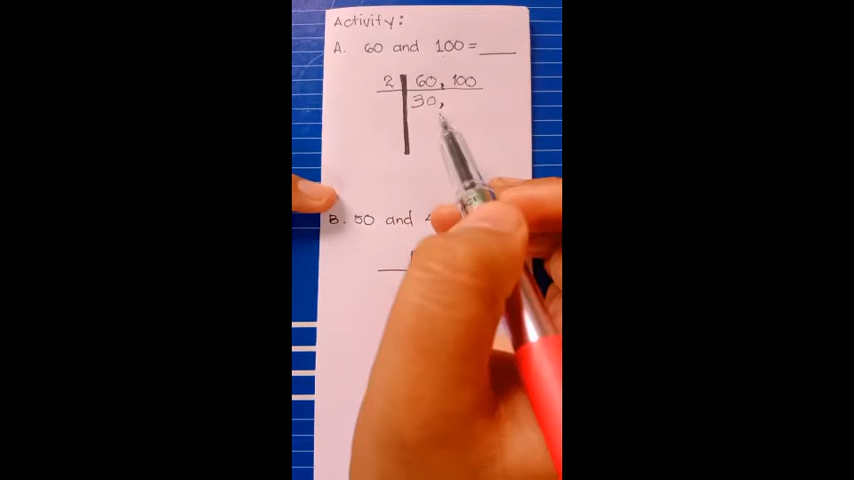 Activity:
A. 60 and 100 = ____
2 60, 100
30,
B. 50 and